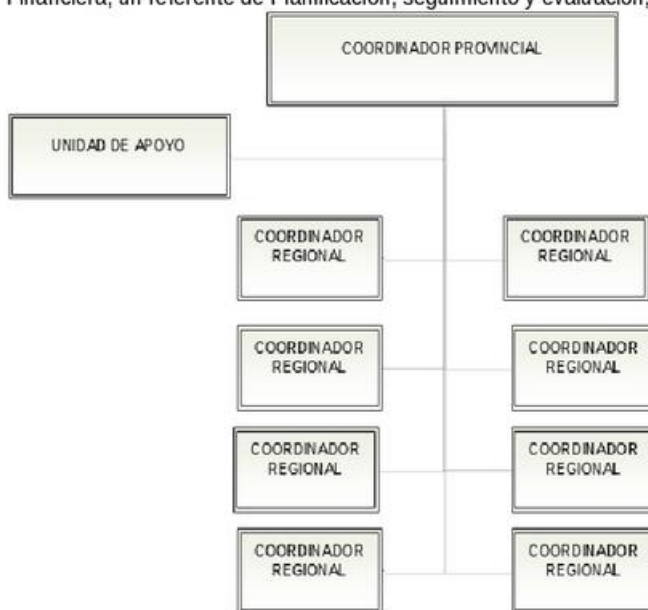 Financiera, un referente de Planificación, seguimiento y evaluación,
COORDINADOR PROVINCIAL
UNIDAD DE APOYO
COORDINADOR
REGIONAL
COORDINADOR
REGIONAL
COORDINADOR
REGIONAL
COORDINADOR
REGIONAL
COORDINADOR
REGIONAL
COORDINADOR
REGIONAL
COORDINADOR
REGIONAL
COORDINADOR
REGIONAL